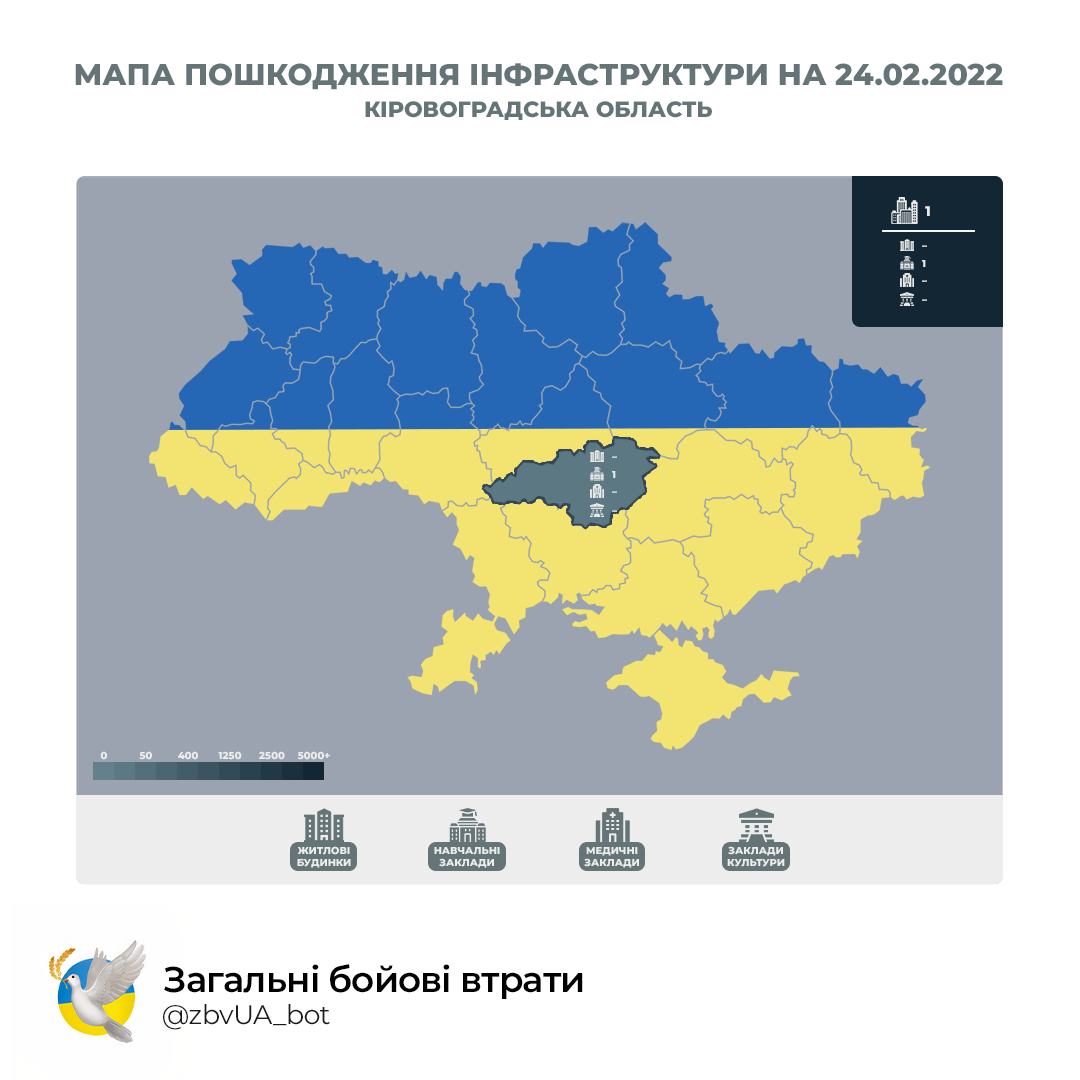 МАПА ПОШКОДЖЕННЯ ІНФРАСТРУКТУРИ НА 24.02.2022
КІРОВОГРАДСЬКА ОБЛАСТЬ
1
–
1
–
–
–
1
–
–
0 50 400 1250 2500 5000+
ЖИТЛОВІ
БУДИНКИ
НАВЧАЛЬНІ
ЗАКЛАДИ
МЕДИЧНІ
ЗАКЛАДИ
ЗАКЛАДИ
КУЛЬТУРИ
Загальні бойові втрати
@zbvUA_bot